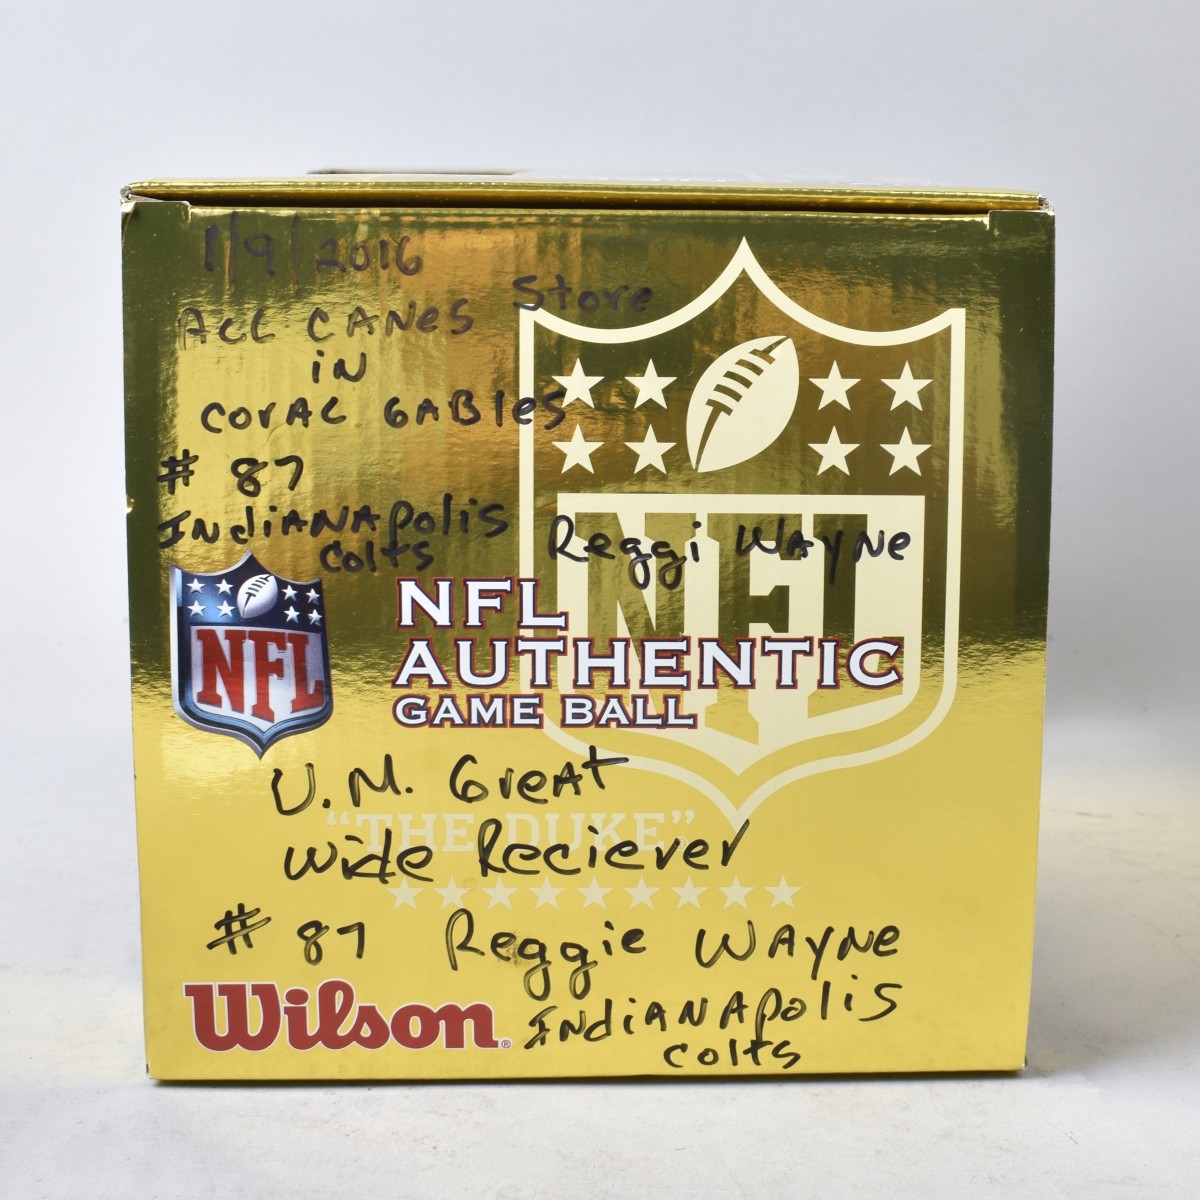 1/9/2016
ALL CANES Store
iN
CORAL GABleS
# 87
INdiANApoliS
Colts
Reggi WAYNe
NFL
NFL
NFL
AUTHENTIC
GAME BALL
U.M. GreAt
"THE DUKE"
wide Reciever
# 87 Reggie WAYNe
Wilson®
INdiANApoliS
colts